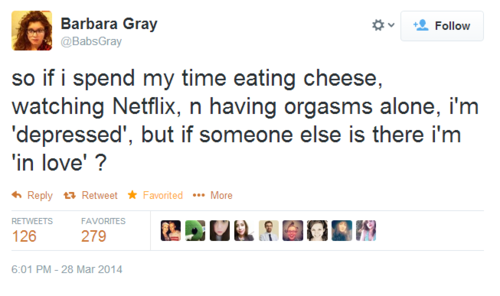 Barbara Gray
@BabsGray
Follow
so if i spend my time eating cheese,
watching Netflix, n having orgasms alone, i'm
'depressed', but if someone else is there i'm
'in love' ?
Reply Retweet Favorited ••• More
RETWEETS FAVORITES
126 279
6:01 PM - 28 Mar 2014